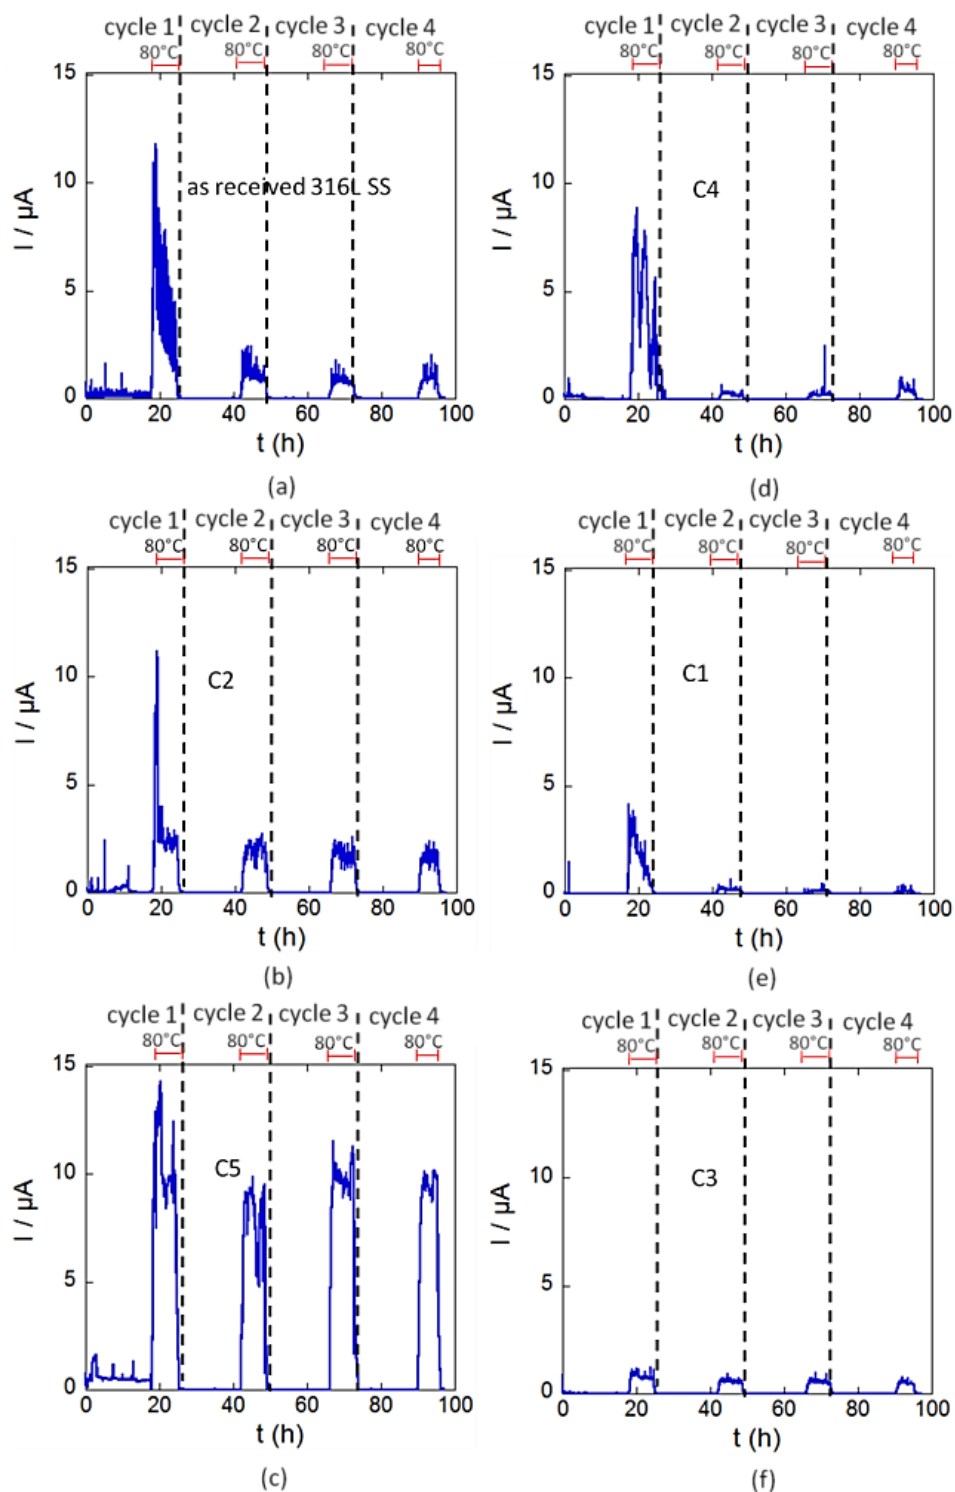 cycle 1 cycle 2 cycle 3 cycle 4
80°C 80°C 80°C 80°C
15
10
5
0
I / µA
as received 316L SS
0 20 40 60 80 100
t (h)
(a)
cycle 1 cycle 2 cycle 3 cycle 4
80°C 80°C 80°C 80°C
15
10
5
0
I / µA
C4
0 20 40 60 80 100
t (h)
(d)
cycle 1 cycle 2 cycle 3 cycle 4
80°C 80°C 80°C 80°C
15
10
5
0
I / µA
C2
0 20 40 60 80 100
t (h)
(b)
cycle 1 cycle 2 cycle 3 cycle 4
80°C 80°C 80°C 80°C
15
10
5
0
I / µA
C1
0 20 40 60 80 100
t (h)
(e)
cycle 1 cycle 2 cycle 3 cycle 4
80°C 80°C 80°C 80°C
15
10
5
0
I / µA
C5
0 20 40 60 80 100
t (h)
(c)
cycle 1 cycle 2 cycle 3 cycle 4
80°C 80°C 80°C 80°C
15
10
5
0
I / µA
C3
0 20 40 60 80 100
t (h)
(f)